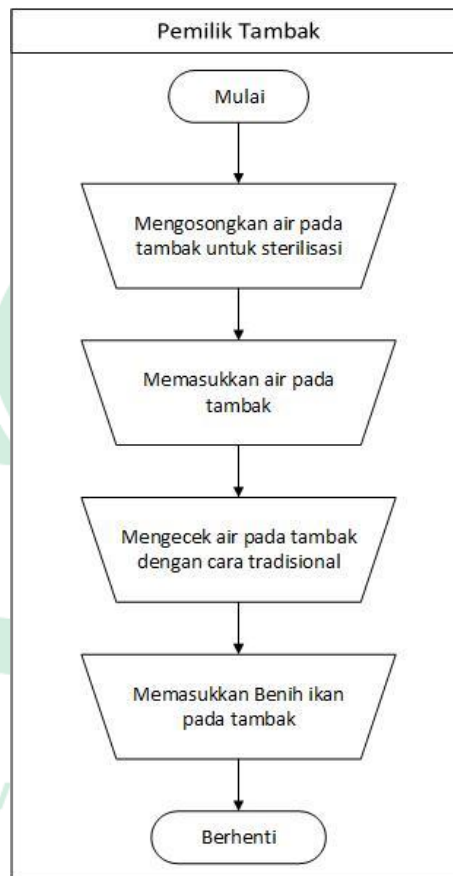 Pemilik Tambak
Mulai
Mengosongkan air pada
tambak untuk sterilisasi
Memasukkan air pada
tambak
Mengecek air pada tambak
dengan cara tradisional
Memasukkan Benih ikan
pada tambak
Berhenti